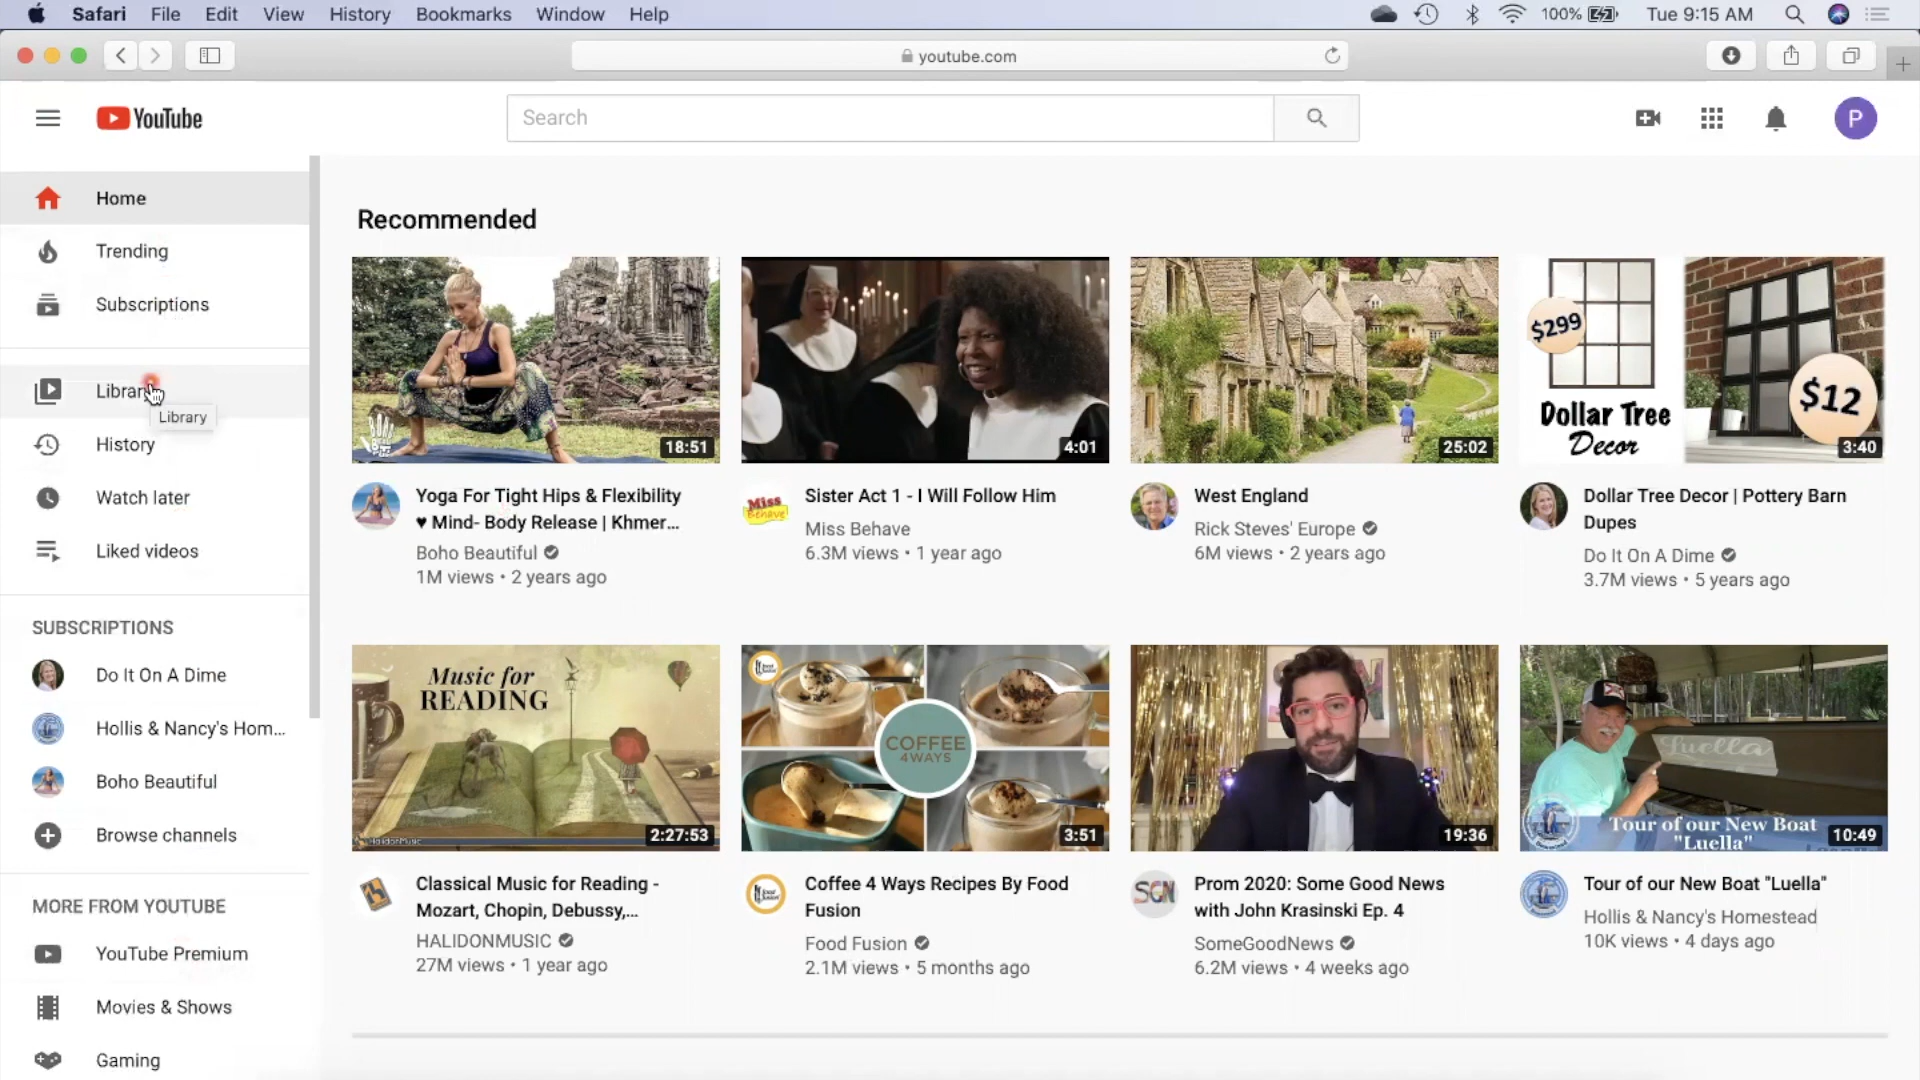 Safari File Edit View History Bookmarks Window Help 100% Tue 9:15 AM
youtube.com
YouTube Search P
Home
Trending
Subscriptions
Library
Library
History
Watch later
Liked videos
SUBSCRIPTIONS
Do It On A Dime
Hollis & Nancy's Hom...
Boho Beautiful
Browse channels
MORE FROM YOUTUBE
YouTube Premium
Movies & Shows
Gaming
Recommended
18:51
Yoga For Tight Hips & Flexibility
♥ Mind- Body Release | Khmer...
Boho Beautiful
1M views • 2 years ago
4:01
Miss
Behave
Sister Act 1 - I Will Follow Him
Miss Behave
6.3M views • 1 year ago
25:02
West England
Rick Steves' Europe
6M views • 2 years ago
$299
$12
Dollar Tree
Decor
3:40
Dollar Tree Decor | Pottery Barn
Dupes
Do It On A Dime
3.7M views • 5 years ago
Music for
READING
HalidonMusic
2:27:53
Classical Music for Reading -
Mozart, Chopin, Debussy,...
HALIDONMUSIC
27M views • 1 year ago
COFFEE
4WAYS
3:51
Coffee 4 Ways Recipes By Food
Fusion
Food Fusion
2.1M views • 5 months ago
19:36
SGN
Prom 2020: Some Good News
with John Krasinski Ep. 4
SomeGoodNews
6.2M views • 4 weeks ago
Luella
Tour of our New Boat
"Luella"
10:49
Tour of our New Boat "Luella"
Hollis & Nancy's Homestead
10K views • 4 days ago